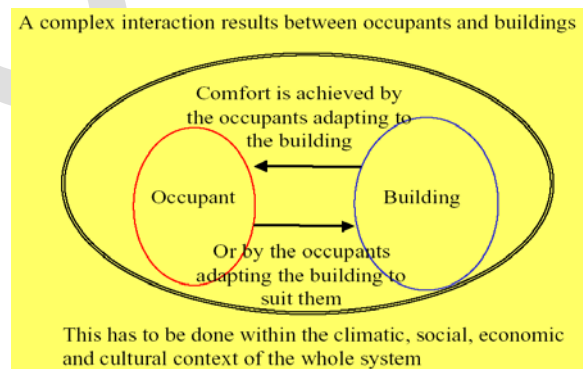 A complex interaction results between occupants and buildings
Comfort is achieved by
the occupants adapting to
the building
Occupant
Building
Or by the occupants
adapting the building to
suit them
This has to be done within the climatic, social, economic
and cultural context of the whole system